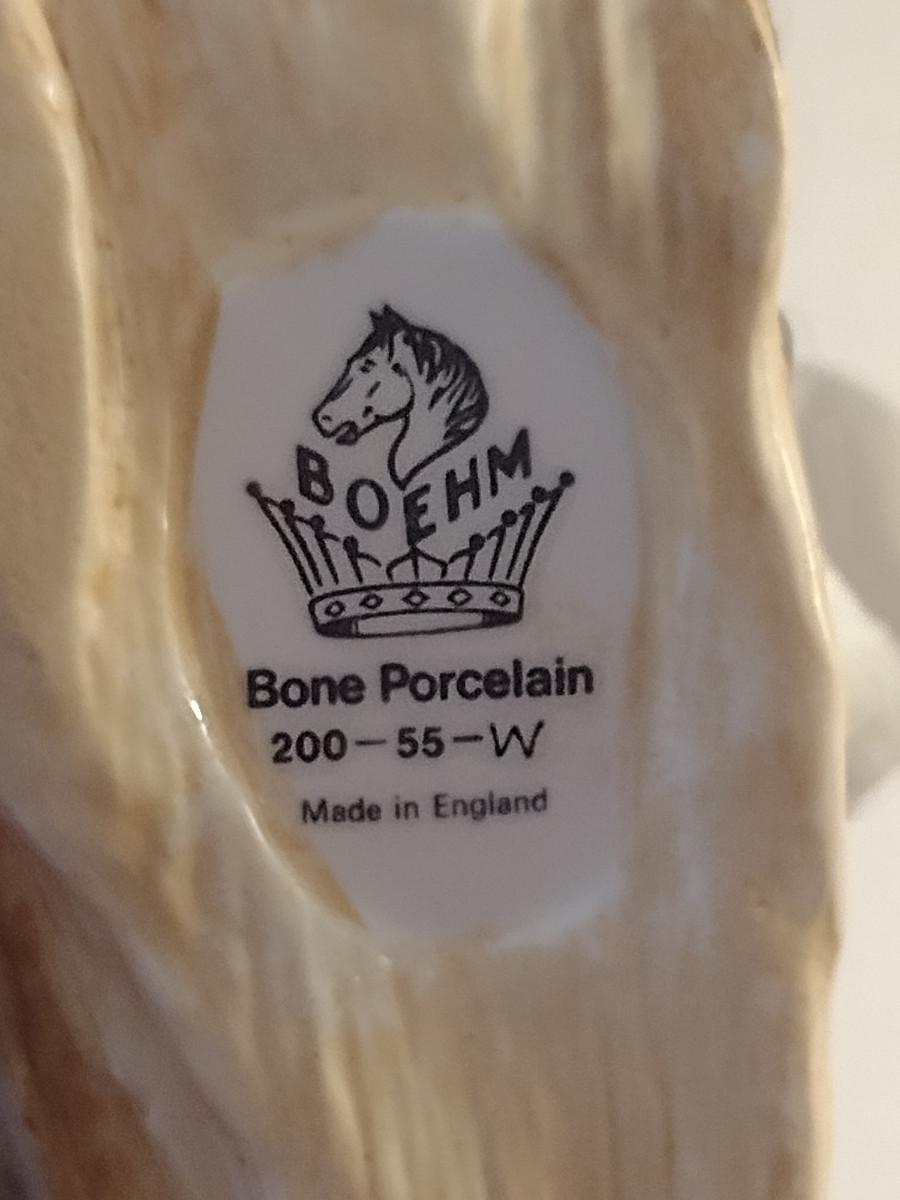 BOEHM
Bone Porcelain
200-55-W
Made in England